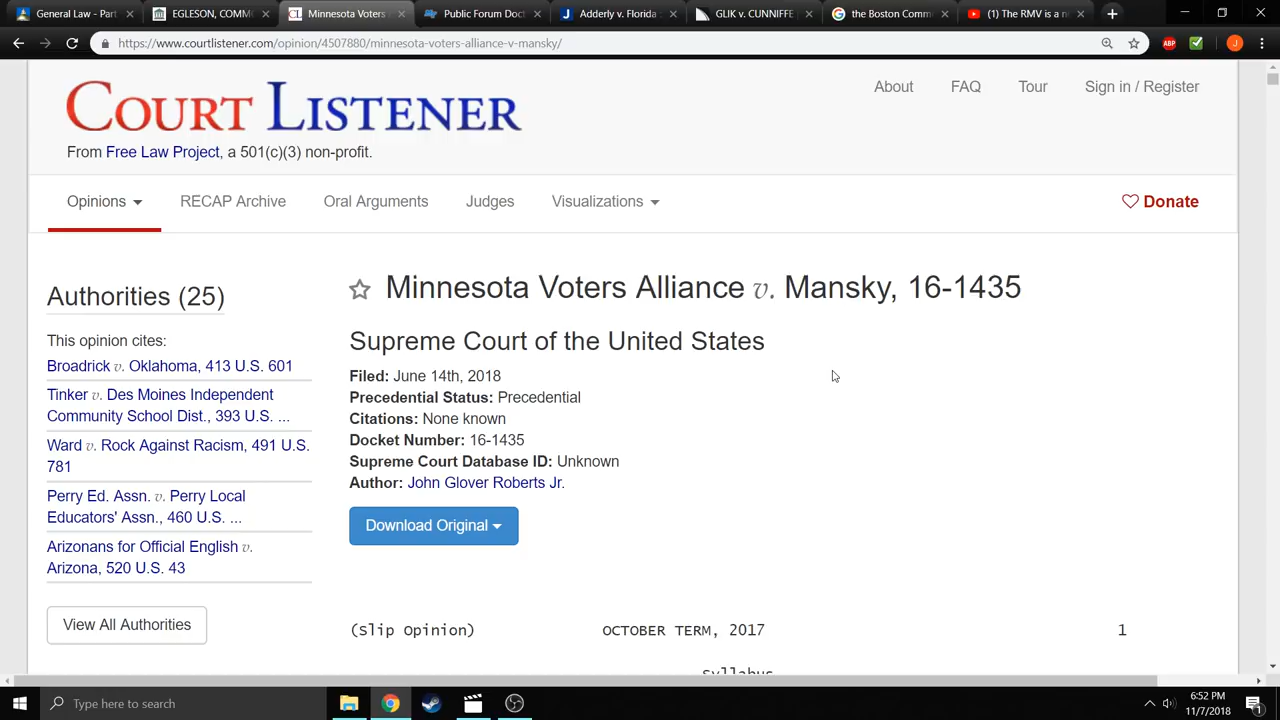 General Law - Part
EGLESON, COMM
Minnesota Voters
Public Forum Doct
Adderly v. Florida
GLIK v. CUNNIFFE
the Boston Comme
(1) The RMV is a ne
https://www.courtlistener.com/opinion/4507880/minnesota-voters-alliance-v-mansky/
ABP
J
COURT LISTENER
About
FAQ
Tour
Sign in / Register
From Free Law Project, a 501(c)(3) non-profit.
Opinions
RECAP Archive
Oral Arguments
Judges
Visualizations
Donate
Authorities (25)
This opinion cites:
Broadrick v. Oklahoma, 413 U.S. 601
Tinker v. Des Moines Independent
Community School Dist., 393 U.S. ...
Ward v. Rock Against Racism, 491 U.S.
781
Perry Ed. Assn. v. Perry Local
Educators' Assn., 460 U.S. ...
Arizonans for Official English v.
Arizona, 520 U.S. 43
View All Authorities
Minnesota Voters Alliance v. Mansky, 16-1435
Supreme Court of the United States
Filed: June 14th, 2018
Precedential Status: Precedential
Citations: None known
Docket Number: 16-1435
Supreme Court Database ID: Unknown
Author: John Glover Roberts Jr.
Download Original
(Slip Opinion) OCTOBER TERM, 2017 1
Syllabus
Type here to search
6:52 PM
11/7/2018
1